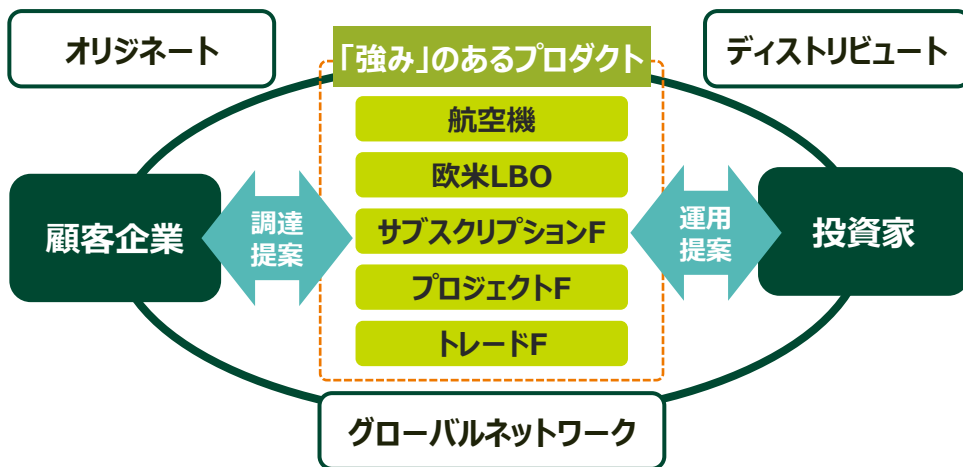 オリジネート
「強み」のあるプロダクト
ディストリビュート
航空機
欧米LBO
サブスクリプションF
プロジェクトF
トレードF
顧客企業
調達
提案
運用
提案
投資家
グローバルネットワーク